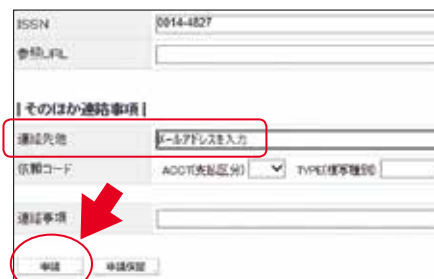 ISSN 0014-4827
参照URL
| そのほか連絡事項 |
連絡先他 メールアドレスを入力
依頼コード ACCT(支払区分) TYPE(複写種別)
連絡事項
申請 申請保留